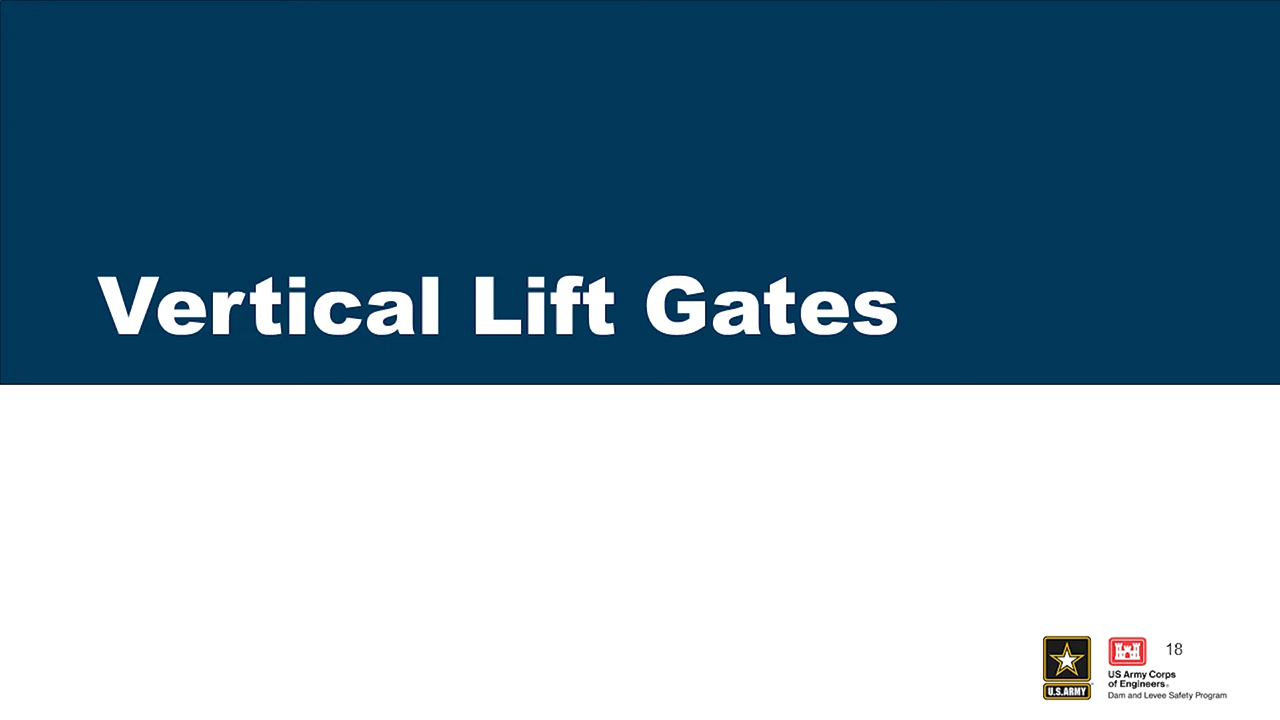 Vertical Lift Gates
18
U.S.ARMY
US Army Corps
of Engineers®
Dam and Levee Safety Program